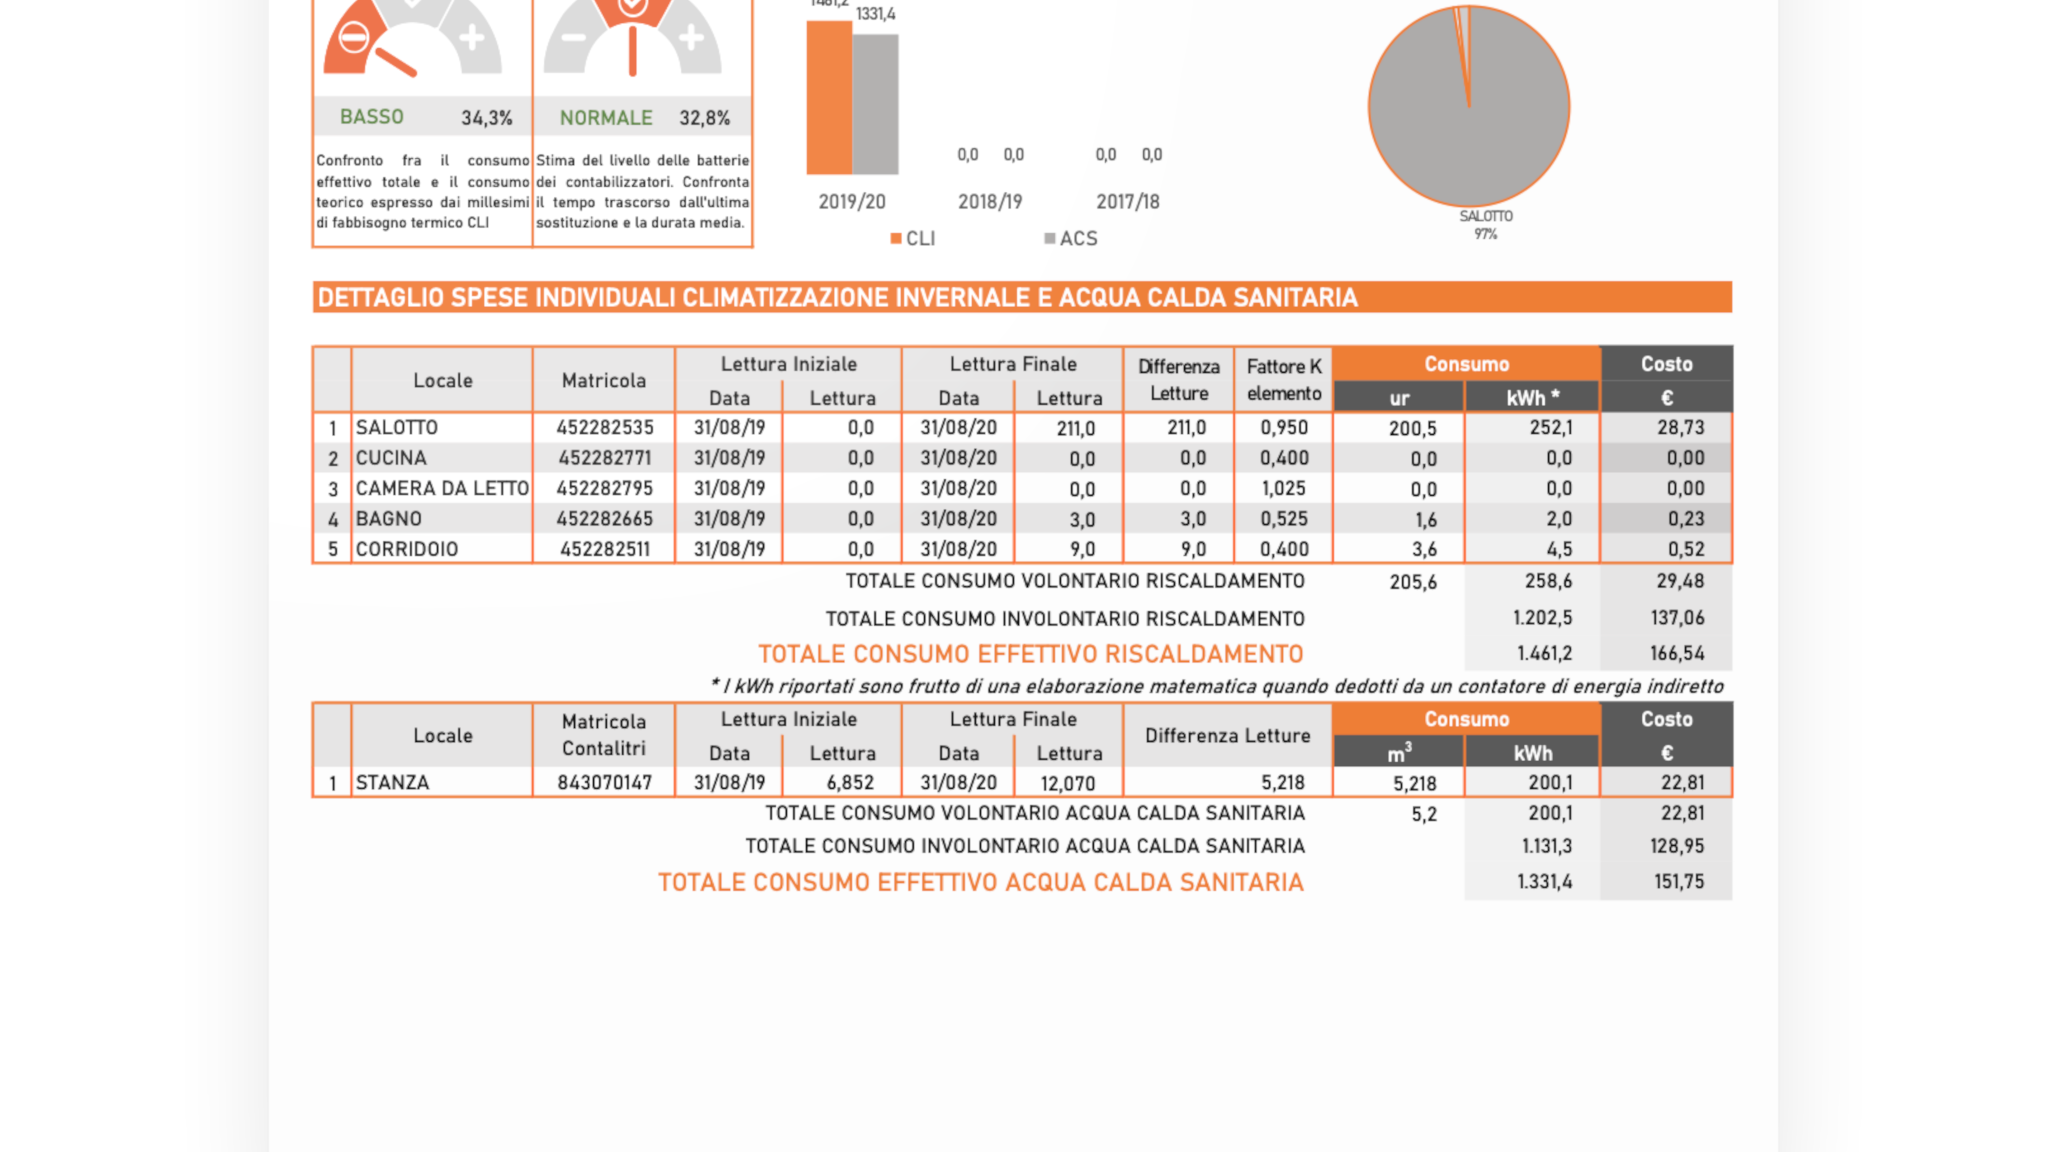 1331,4
BASSO 34,3% NORMALE 32,8%
Confronto fra il consumo
effettivo totale e il consumo
teorico espresso dai millesimi
di fabbisogno termico CLI
Stima del livello delle batterie
dei contabilizzatori. Confronta
il tempo trascorso dall'ultima
sostituzione e la durata media.
0,0 0,0 0,0 0,0
2019/20 2018/19 2017/18
CLI ACS
SALOTTO
97%
DETTAGLIO SPESE INDIVIDUALI CLIMATIZZAZIONE INVERNALE E ACQUA CALDA SANITARIA
Locale Matricola Lettura Iniziale Lettura Finale Differenza Letture Fattore K elemento Consumo Costo
Data Lettura Data Lettura ur kWh * €
1 SALOTTO 452282535 31/08/19 0,0 31/08/20 211,0 211,0 0,950 200,5 252,1 28,73
2 CUCINA 452282771 31/08/19 0,0 31/08/20 0,0 0,0 0,400 0,0 0,0 0,00
3 CAMERA DA LETTO 452282795 31/08/19 0,0 31/08/20 0,0 0,0 1,025 0,0 0,0 0,00
4 BAGNO 452282665 31/08/19 0,0 31/08/20 3,0 3,0 0,525 1,6 2,0 0,23
5 CORRIDOIO 452282511 31/08/19 0,0 31/08/20 9,0 9,0 0,400 3,6 4,5 0,52
TOTALE CONSUMO VOLONTARIO RISCALDAMENTO 205,6 258,6 29,48
TOTALE CONSUMO INVOLONTARIO RISCALDAMENTO 1.202,5 137,06
TOTALE CONSUMO EFFETTIVO RISCALDAMENTO 1.461,2 166,54
* I kWh riportati sono frutto di una elaborazione matematica quando dedotti da un contatore di energia indiretto
Locale Matricola Contalitri Lettura Iniziale Lettura Finale Differenza Letture Consumo Costo
Data Lettura Data Lettura m³ kWh €
1 STANZA 843070147 31/08/19 6,852 31/08/20 12,070 5,218 5,218 200,1 22,81
TOTALE CONSUMO VOLONTARIO ACQUA CALDA SANITARIA 5,2 200,1 22,81
TOTALE CONSUMO INVOLONTARIO ACQUA CALDA SANITARIA 1.131,3 128,95
TOTALE CONSUMO EFFETTIVO ACQUA CALDA SANITARIA 1.331,4 151,75